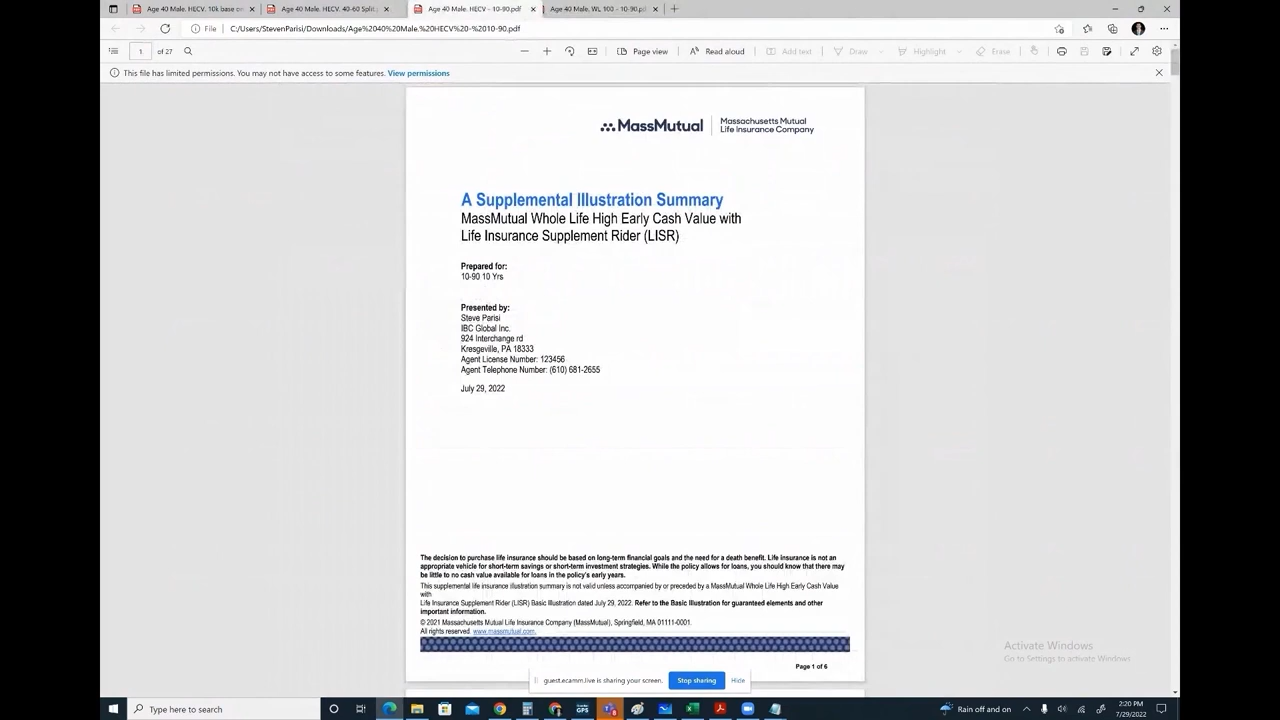 Age 40 Male. HECV. 10k base on
Age 40 Male. HECV. 40-60 Split.p
Age 40 Male. HECV - 10-90.pdf
Age 40 Male, WL 100 - 10-90.pdf
File
C:/Users/StevenParisi/Downloads/Age%2040%20Male.%20HECV%20-%2010-90.pdf
1 of 27
Page view
Read aloud
Add text
Draw
Highlight
Erase
This file has limited permissions. You may not have access to some features. View permissions
MassMutual
Massachusetts Mutual
Life Insurance Company
A Supplemental Illustration Summary
MassMutual Whole Life High Early Cash Value with
Life Insurance Supplement Rider (LISR)
Prepared for:
10-90 10 Yrs
Presented by:
Steve Parisi
IBC Global Inc.
924 Interchange rd
Kresgeville, PA 18333
Agent License Number: 123456
Agent Telephone Number: (610) 681-2655
July 29, 2022
The decision to purchase life insurance should be based on long-term financial goals and the need for a death benefit. Life insurance is not an
appropriate vehicle for short-term savings or short-term investment strategies. While the policy allows for loans, you should know that there may
be little to no cash value available for loans in the policy's early years.
This supplemental life insurance illustration summary is not valid unless accompanied by or preceded by a MassMutual Whole Life High Early Cash Value
with
Life Insurance Supplement Rider (LISR) Basic Illustration dated July 29, 2022. Refer to the Basic Illustration for guaranteed elements and other
important information.
© 2021 Massachusetts Mutual Life Insurance Company (MassMutual), Springfield, MA 01111-0001.
All rights reserved. www.massmutual.com.
Page 1 of 6
Activate Windows
Go to Settings to activate Windows.
guest.ecamm.live is sharing your screen.
Stop sharing
Hide
Type here to search
Rain off and on
2:20 PM
7/29/2022